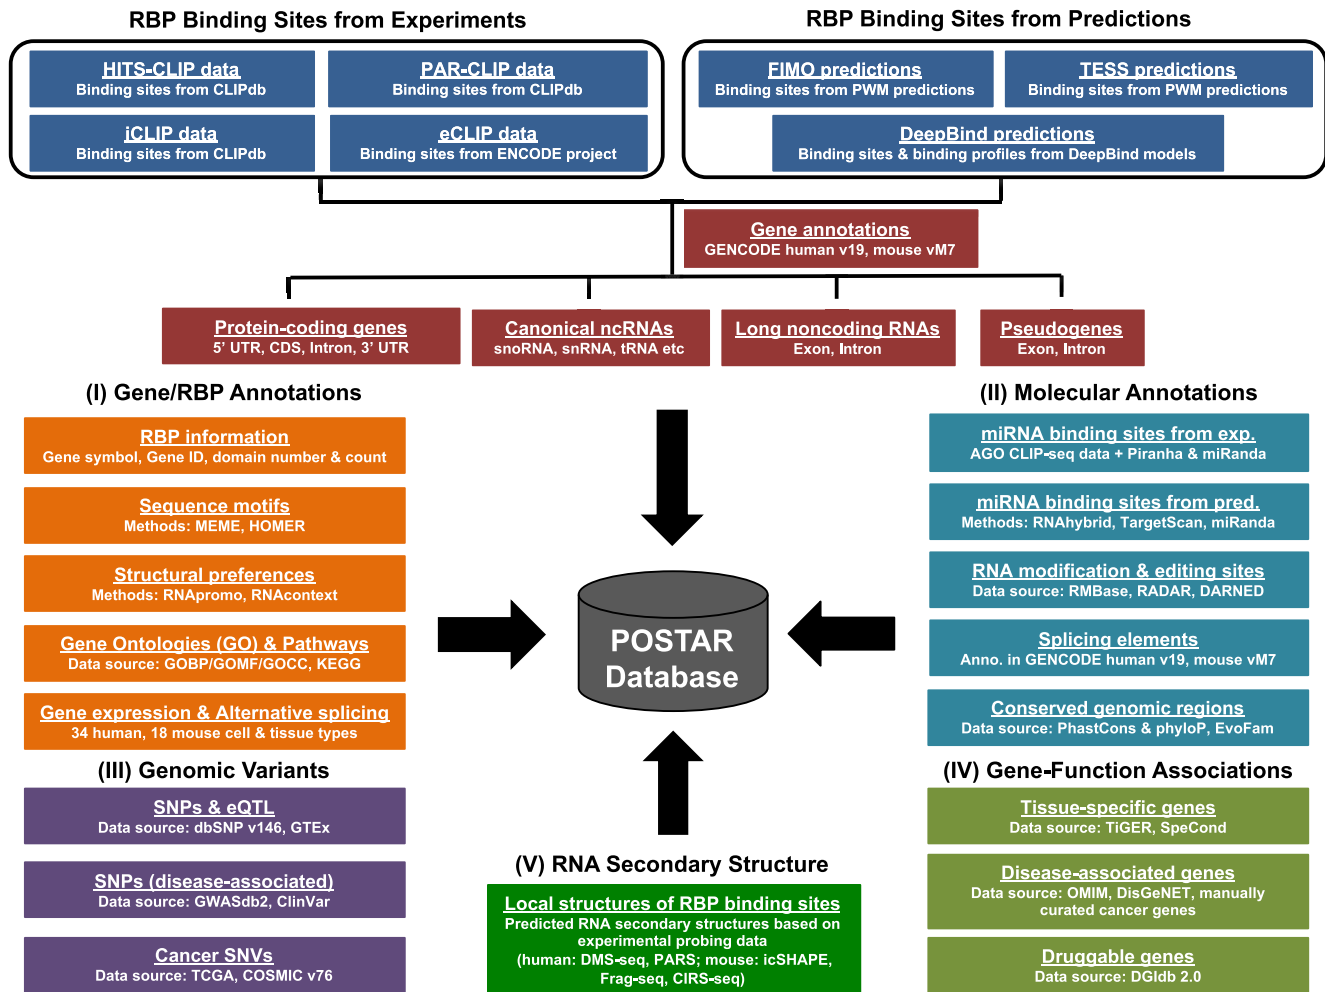 RBP Binding Sites from Experiments
HITS-CLIP data
Binding sites from CLIPdb
PAR-CLIP data
Binding sites from CLIPdb
iCLIP data
Binding sites from CLIPdb
eCLIP data
Binding sites from ENCODE project
RBP Binding Sites from Predictions
FIMO predictions
Binding sites from PWM predictions
TESS predictions
Binding sites from PWM predictions
DeepBind predictions
Binding sites & binding profiles from DeepBind models
Gene annotations
GENCODE human v19, mouse vM7
Protein-coding genes
5’ UTR, CDS, Intron, 3’ UTR
Canonical ncRNAs
snoRNA, snRNA, tRNA etc
Long noncoding RNAs
Exon, Intron
Pseudogenes
Exon, Intron
(I) Gene/RBP Annotations
RBP information
Gene symbol, Gene ID, domain number & count
Sequence motifs
Methods: MEME, HOMER
Structural preferences
Methods: RNApromo, RNAcontext
Gene Ontologies (GO) & Pathways
Data source: GOBP/GOMF/GOCC, KEGG
Gene expression & Alternative splicing
34 human, 18 mouse cell & tissue types
(II) Molecular Annotations
miRNA binding sites from exp.
AGO CLIP-seq data + Piranha & miRanda
miRNA binding sites from pred.
Methods: RNAhybrid, TargetScan, miRanda
RNA modification & editing sites
Data source: RMBase, RADAR, DARNED
Splicing elements
Anno. in GENCODE human v19, mouse vM7
Conserved genomic regions
Data source: PhastCons & phyloP, EvoFam
POSTAR
Database
(III) Genomic Variants
SNPs & eQTL
Data source: dbSNP v146, GTEx
SNPs (disease-associated)
Data source: GWASdb2, ClinVar
Cancer SNVs
Data source: TCGA, COSMIC v76
(V) RNA Secondary Structure
Local structures of RBP binding sites
Predicted RNA secondary structures based on
experimental probing data
(human: DMS-seq, PARS; mouse: icSHAPE,
Frag-seq, CIRS-seq)
(IV) Gene-Function Associations
Tissue-specific genes
Data source: TiGER, SpeCond
Disease-associated genes
Data source: OMIM, DisGeNET, manually
curated cancer genes
Druggable genes
Data source: DGIdb 2.0